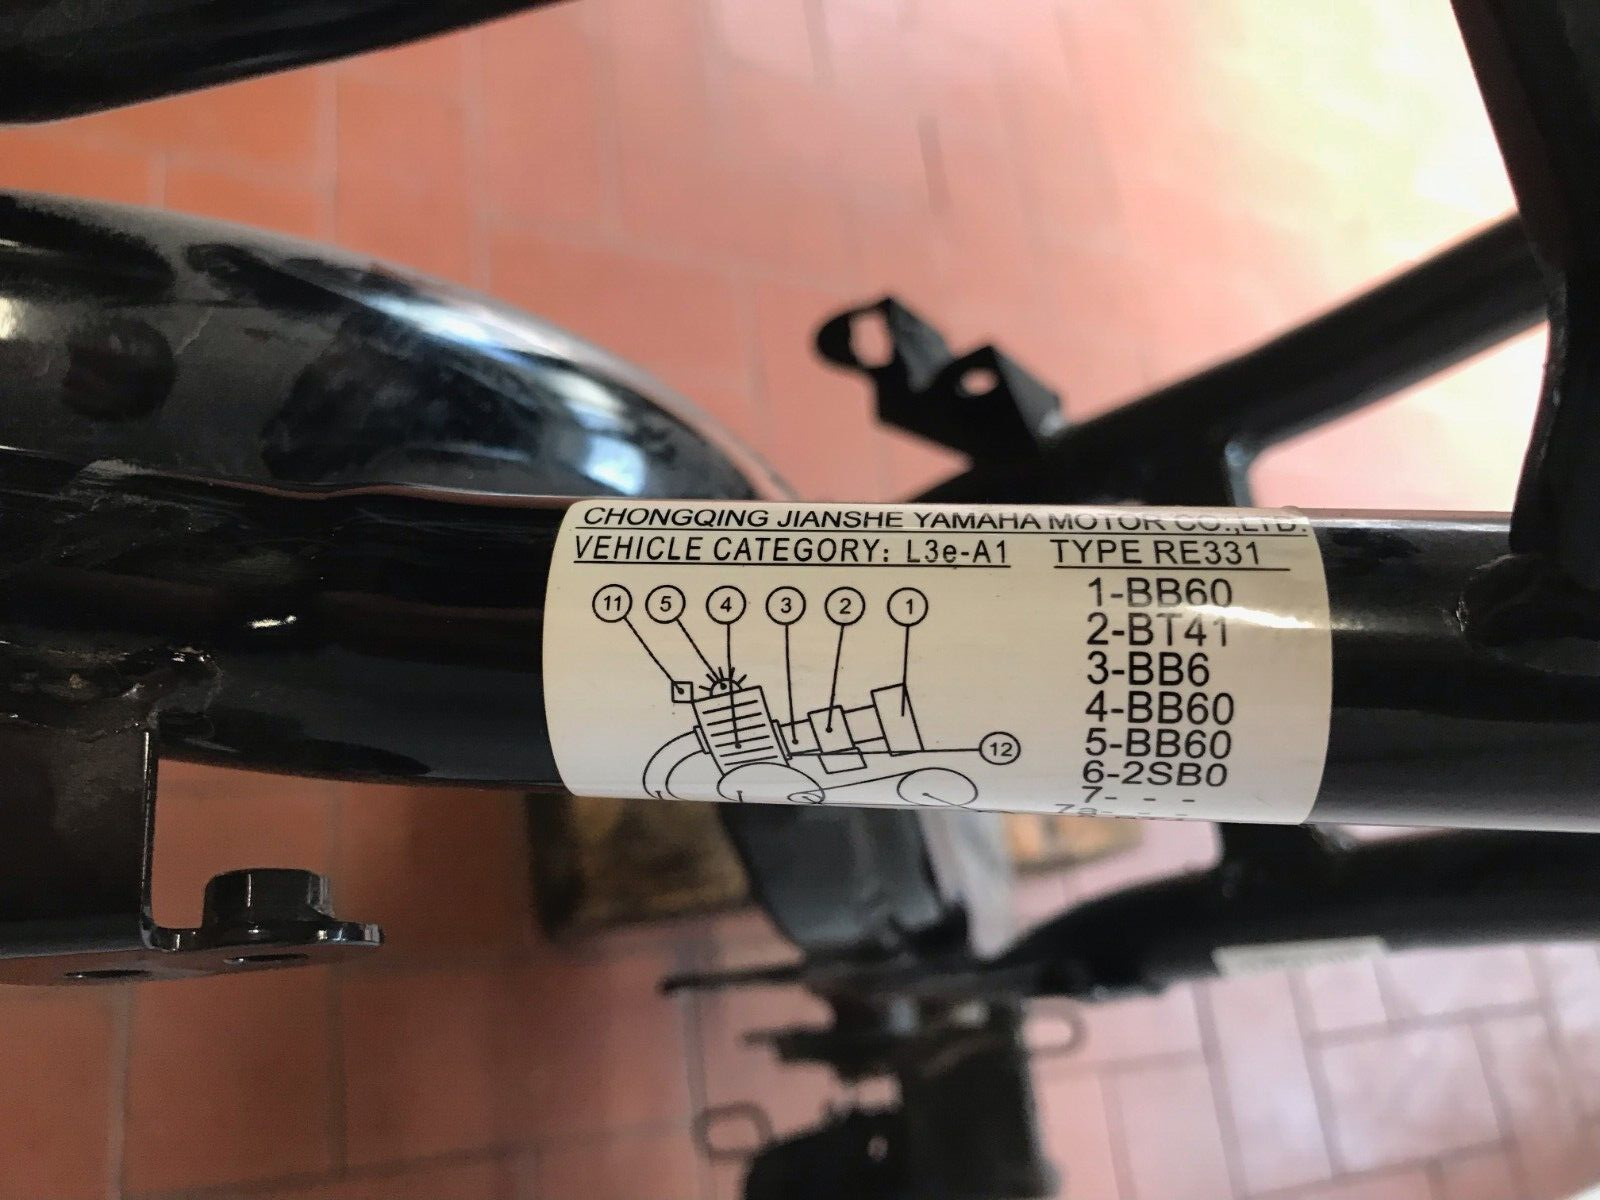 CHONGQING JIANSHE YAMAHA MOTOR CO.,LTD.
VEHICLE CATEGORY: L3e-A1 TYPE RE331
11 5 4 3 2 1
12
1-BB60
2-BT41
3-BB6
4-BB60
5-BB60
6-2SB0
7- - - -
7a- - - -